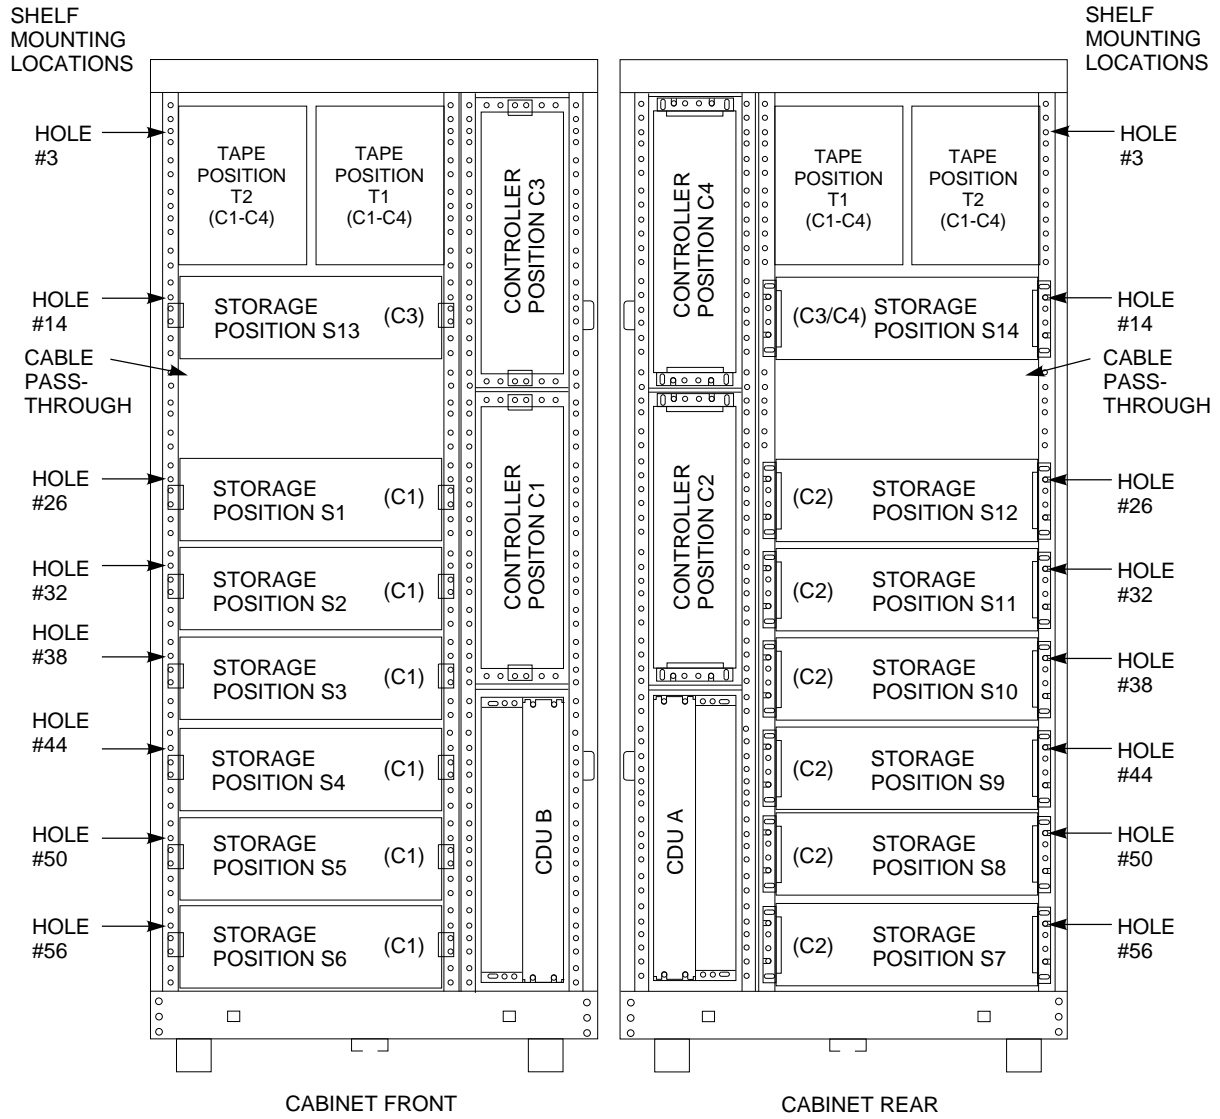 SHELF
MOUNTING
LOCATIONS
SHELF
MOUNTING
LOCATIONS
HOLE
#3
TAPE
POSITION
T2
(C1-C4)
TAPE
POSITION
T1
(C1-C4)
CONTROLLER
POSITION C3
CONTROLLER
POSITION C4
TAPE
POSITION
T1
(C1-C4)
TAPE
POSITION
T2
(C1-C4)
HOLE
#3
HOLE
#14
STORAGE (C3)
POSITION S13
(C3/C4) STORAGE
POSITION S14
HOLE
#14
CABLE
PASS-
THROUGH
CABLE
PASS-
THROUGH
HOLE
#26
STORAGE (C1)
POSITION S1
CONTROLLER
POSITON C1
CONTROLLER
POSITION C2
(C2) STORAGE
POSITION S12
HOLE
#26
HOLE
#32
STORAGE (C1)
POSITION S2
(C2) STORAGE
POSITION S11
HOLE
#32
HOLE
#38
STORAGE (C1)
POSITION S3
(C2) STORAGE
POSITION S10
HOLE
#38
HOLE
#44
STORAGE (C1)
POSITION S4
(C2) STORAGE
POSITION S9
HOLE
#44
HOLE
#50
STORAGE (C1)
POSITION S5
CDU B
CDU A
(C2) STORAGE
POSITION S8
HOLE
#50
HOLE
#56
STORAGE (C1)
POSITION S6
(C2) STORAGE
POSITION S7
HOLE
#56
CABINET FRONT
CABINET REAR